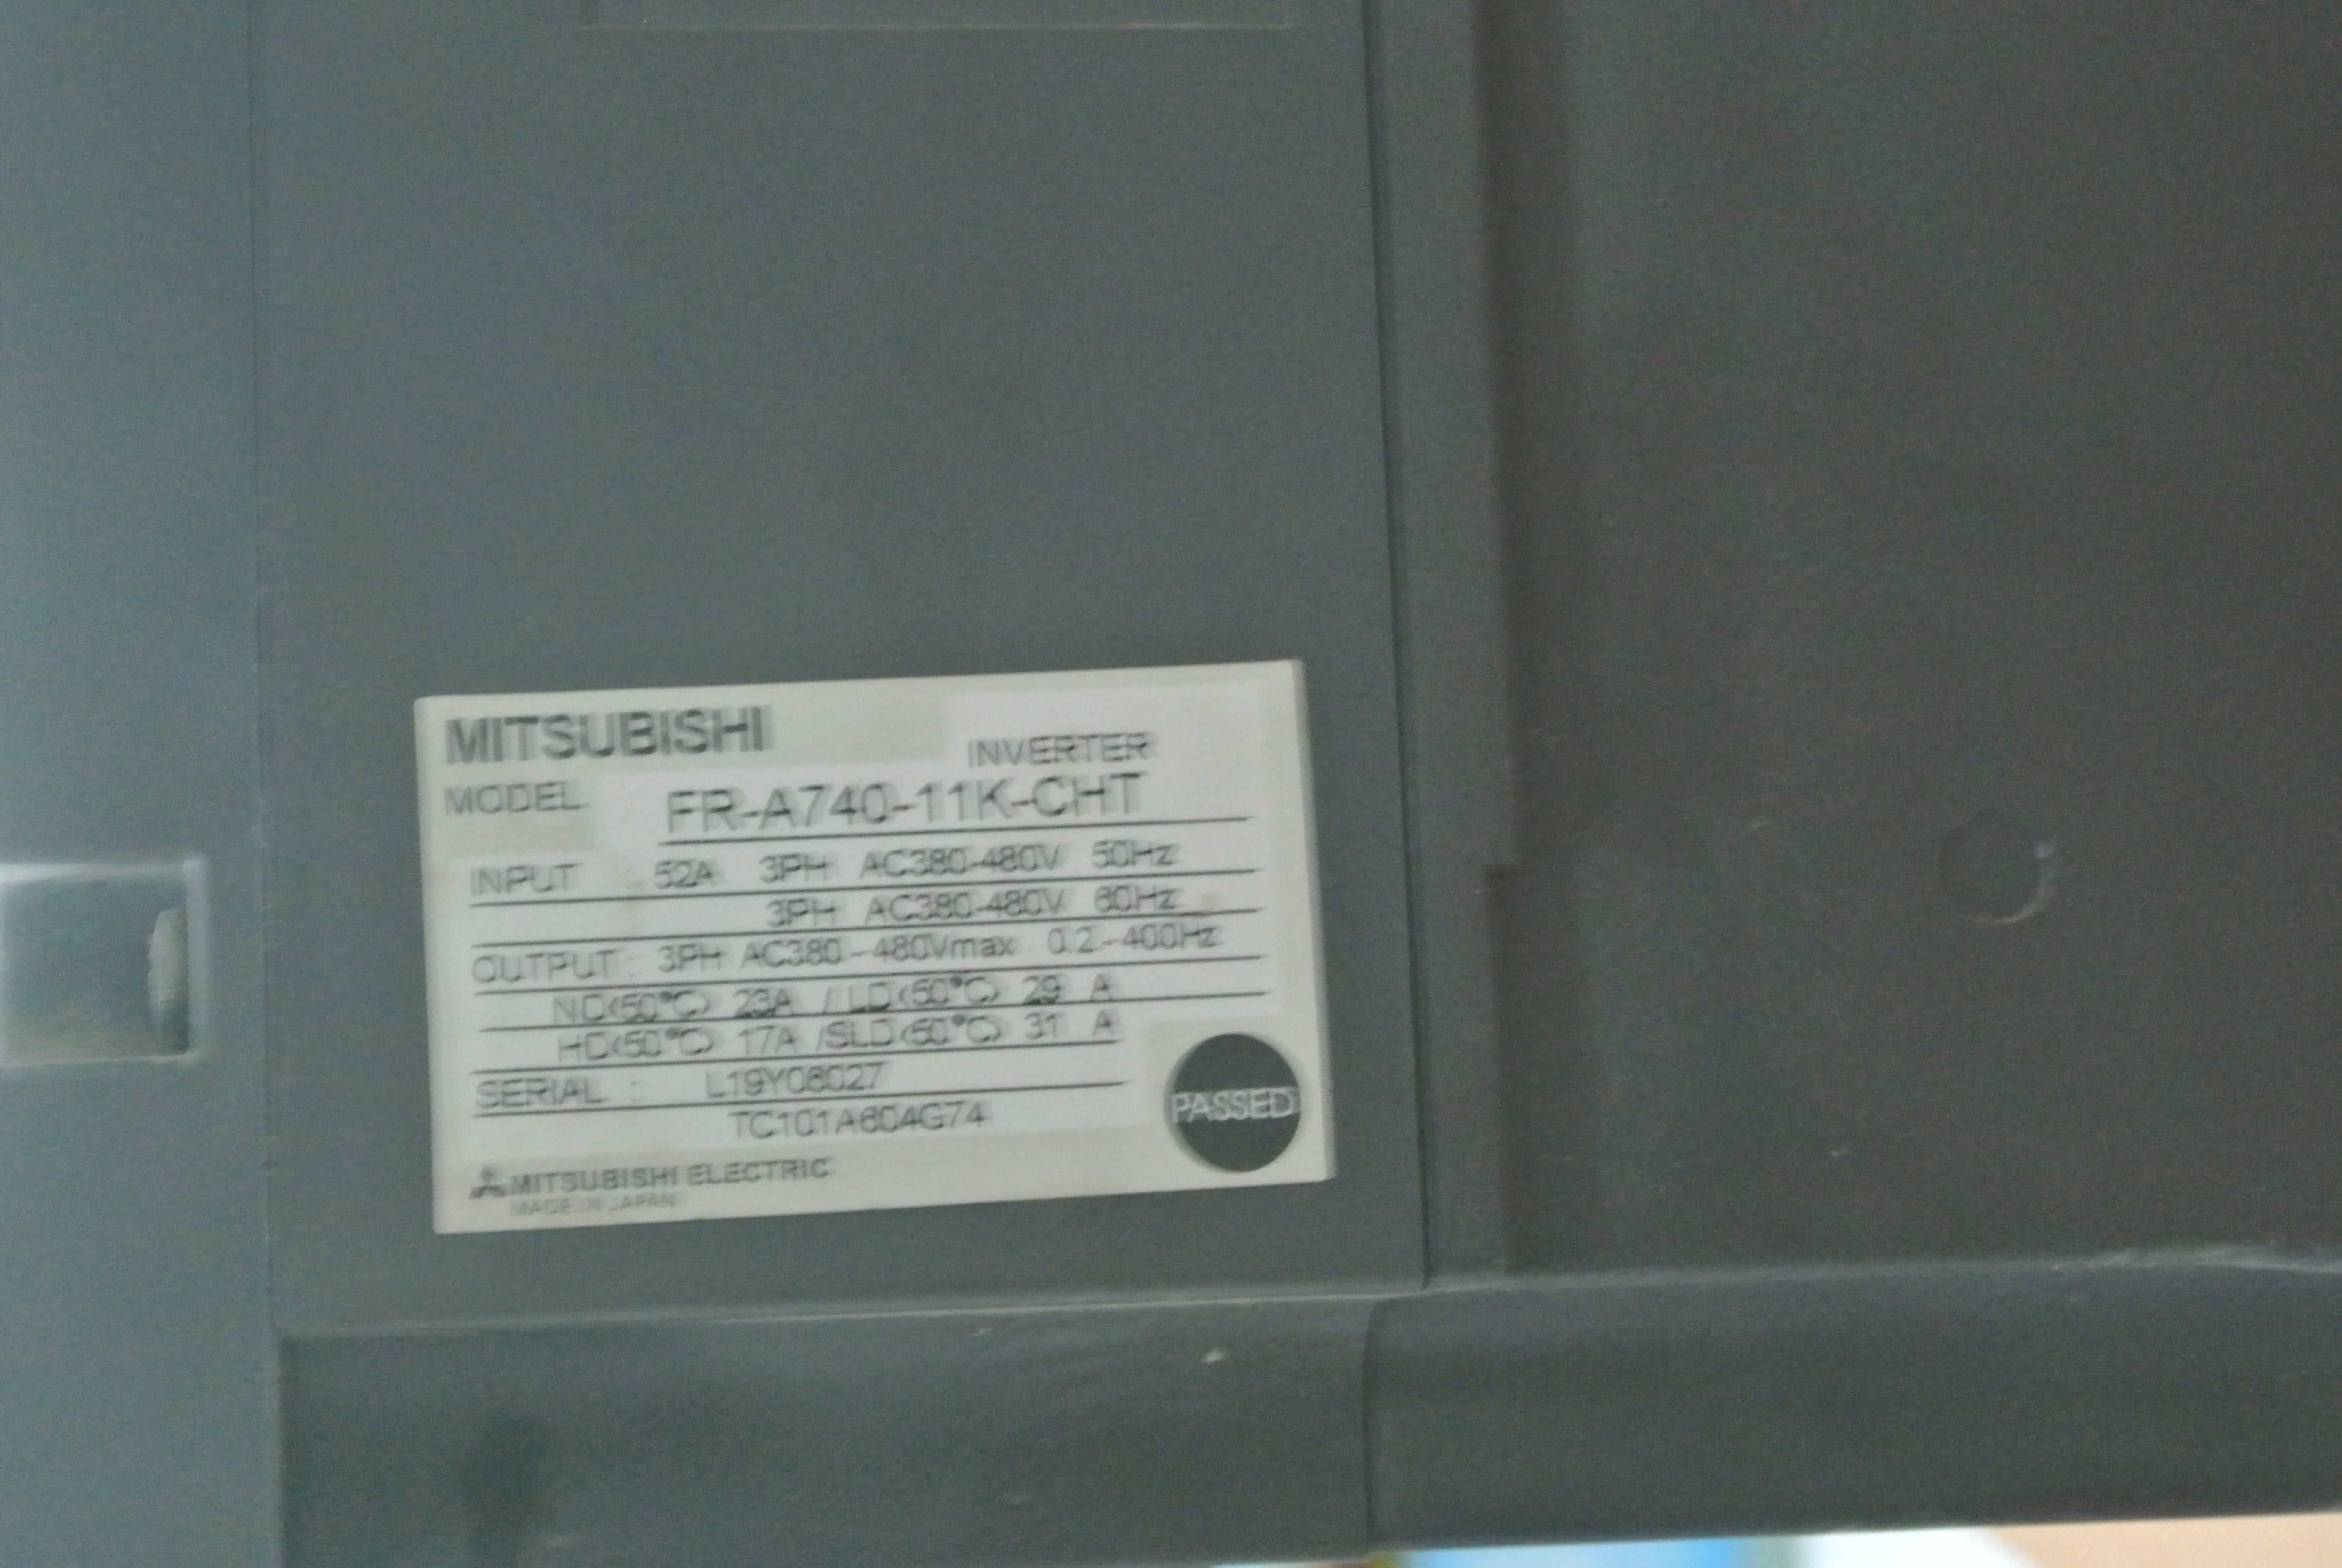 MITSUBISHI
INVERTER
MODEL FR-A740-11K-CHT
INPUT : 52A 3PH AC380-480V 50Hz
3PH AC380-480V 60Hz
OUTPUT : 3PH AC380-480Vmax 0.2-400Hz
ND(50°C) 23A / LD(50°C) 29 A
HD(50°C) 17A /SLD(50°C) 31 A
SERIAL : L19Y08027
TC101A604G74
PASSED
MITSUBISHI ELECTRIC
MADE IN JAPAN